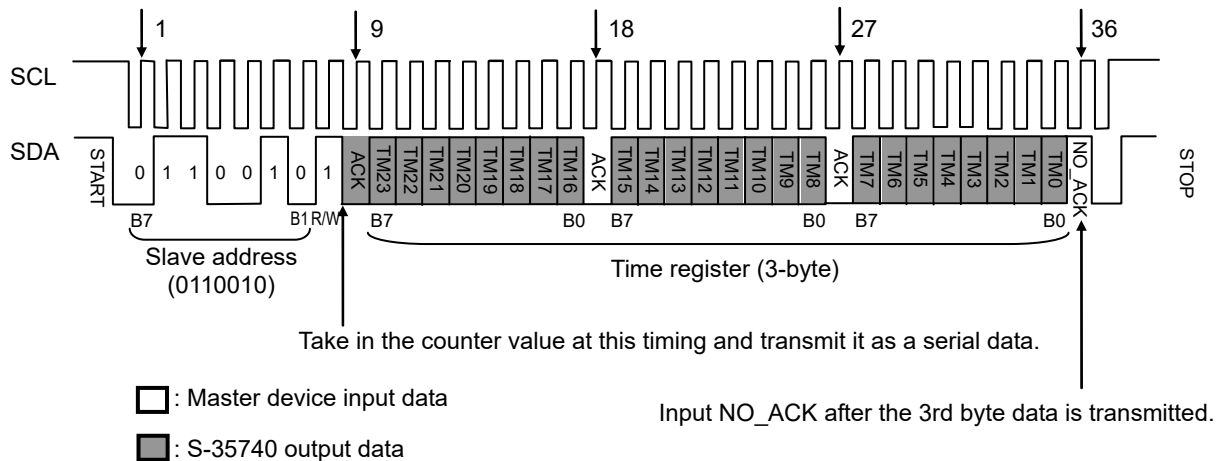 1 9 18 27 36
SCL
SDA
START 0 1 1 0 0 1 0 1 ACK TM23 TM22 TM21 TM20 TM19 TM18 TM17 TM16 ACK TM15 TM14 TM13 TM12 TM11 TM10 TM9 TM8 ACK TM7 TM6 TM5 TM4 TM3 TM2 TM1 TM0 NO_ACK STOP
B7 B1 R/W B7 B0 B7 B0 B7 B0
Slave address
(0110010)
Time register (3-byte)
Take in the counter value at this timing and transmit it as a serial data.
: Master device input data
Input NO_ACK after the 3rd byte data is transmitted.
: S-35740 output data